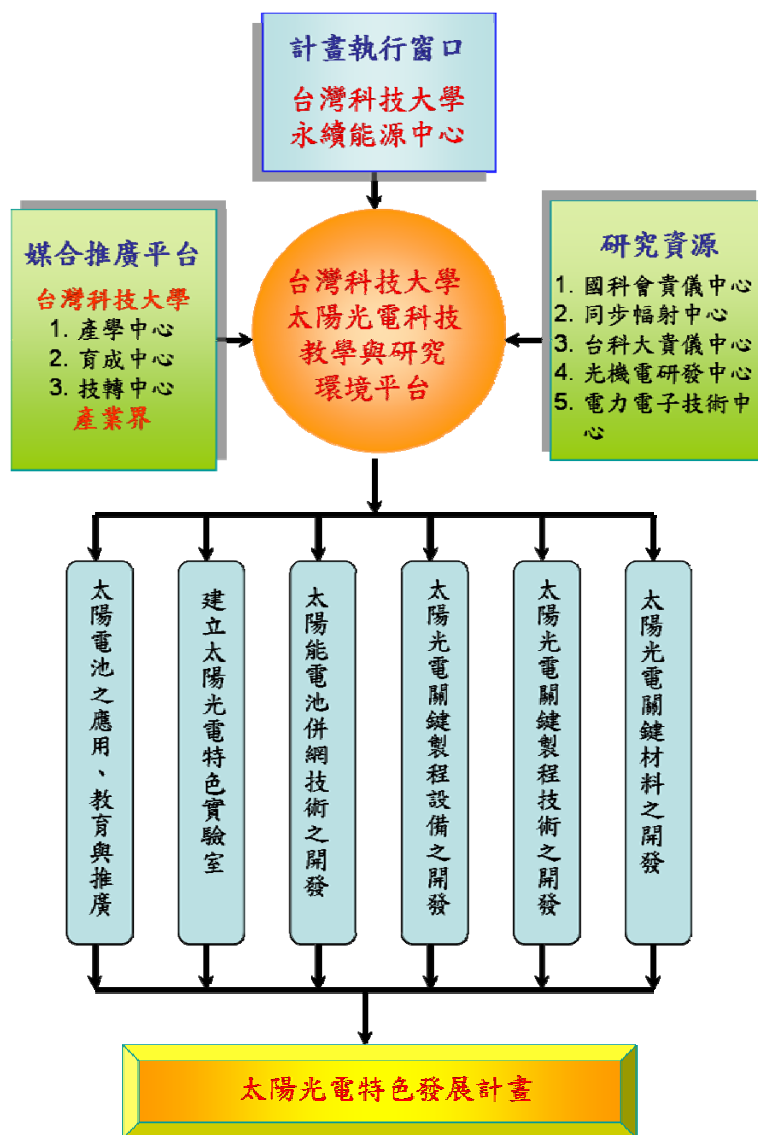 計畫執行窗口
台灣科技大學
永續能源中心
媒合推廣平台
台灣科技大學
1. 產學中心
2. 育成中心
3. 技轉中心
產業界
台灣科技大學
太陽光電科技
教學與研究
環境平台
研究資源
1. 國科會貴儀中心
2. 同步幅射中心
3. 台科大貴儀中心
4. 光機電研發中心
5. 電力電子技術中
心
太陽電池之應用、教育與推廣
建立太陽光電特色實驗室
太陽能電池併網技術之開發
太陽光電關鍵製程設備之開發
太陽光電關鍵製程技術之開發
太陽光電關鍵材料之開發
太陽光電特色發展計畫